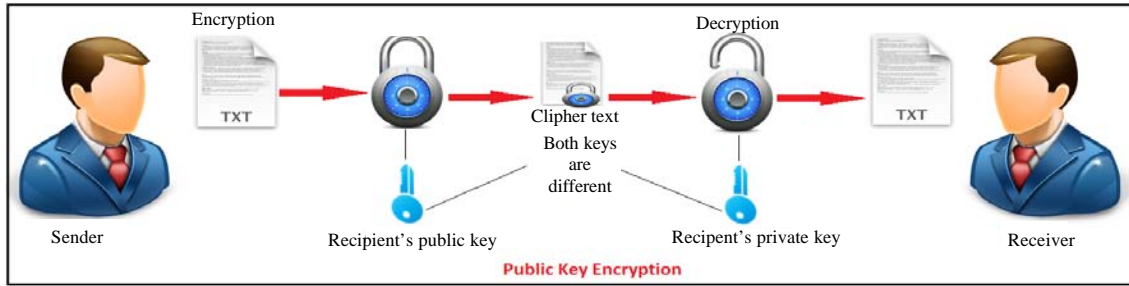 Encryption
Decryption
TXT
TXT
Clipher text
Both keys
are
different
Sender
Recipient's public key
Recipent's private key
Receiver
Public Key Encryption